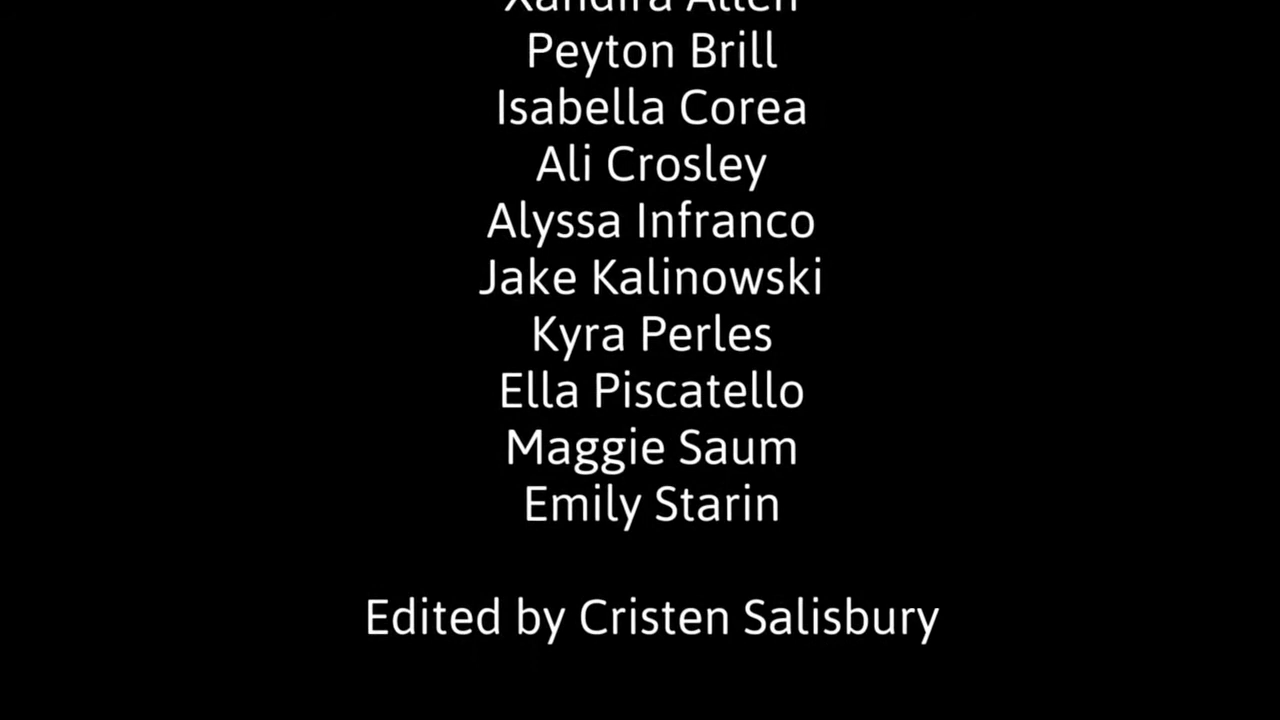 Peyton Brill
Isabella Corea
Ali Crosley
Alyssa Infranco
Jake Kalinowski
Kyra Perles
Ella Piscatello
Maggie Saum
Emily Starin
Edited by Cristen Salisbury